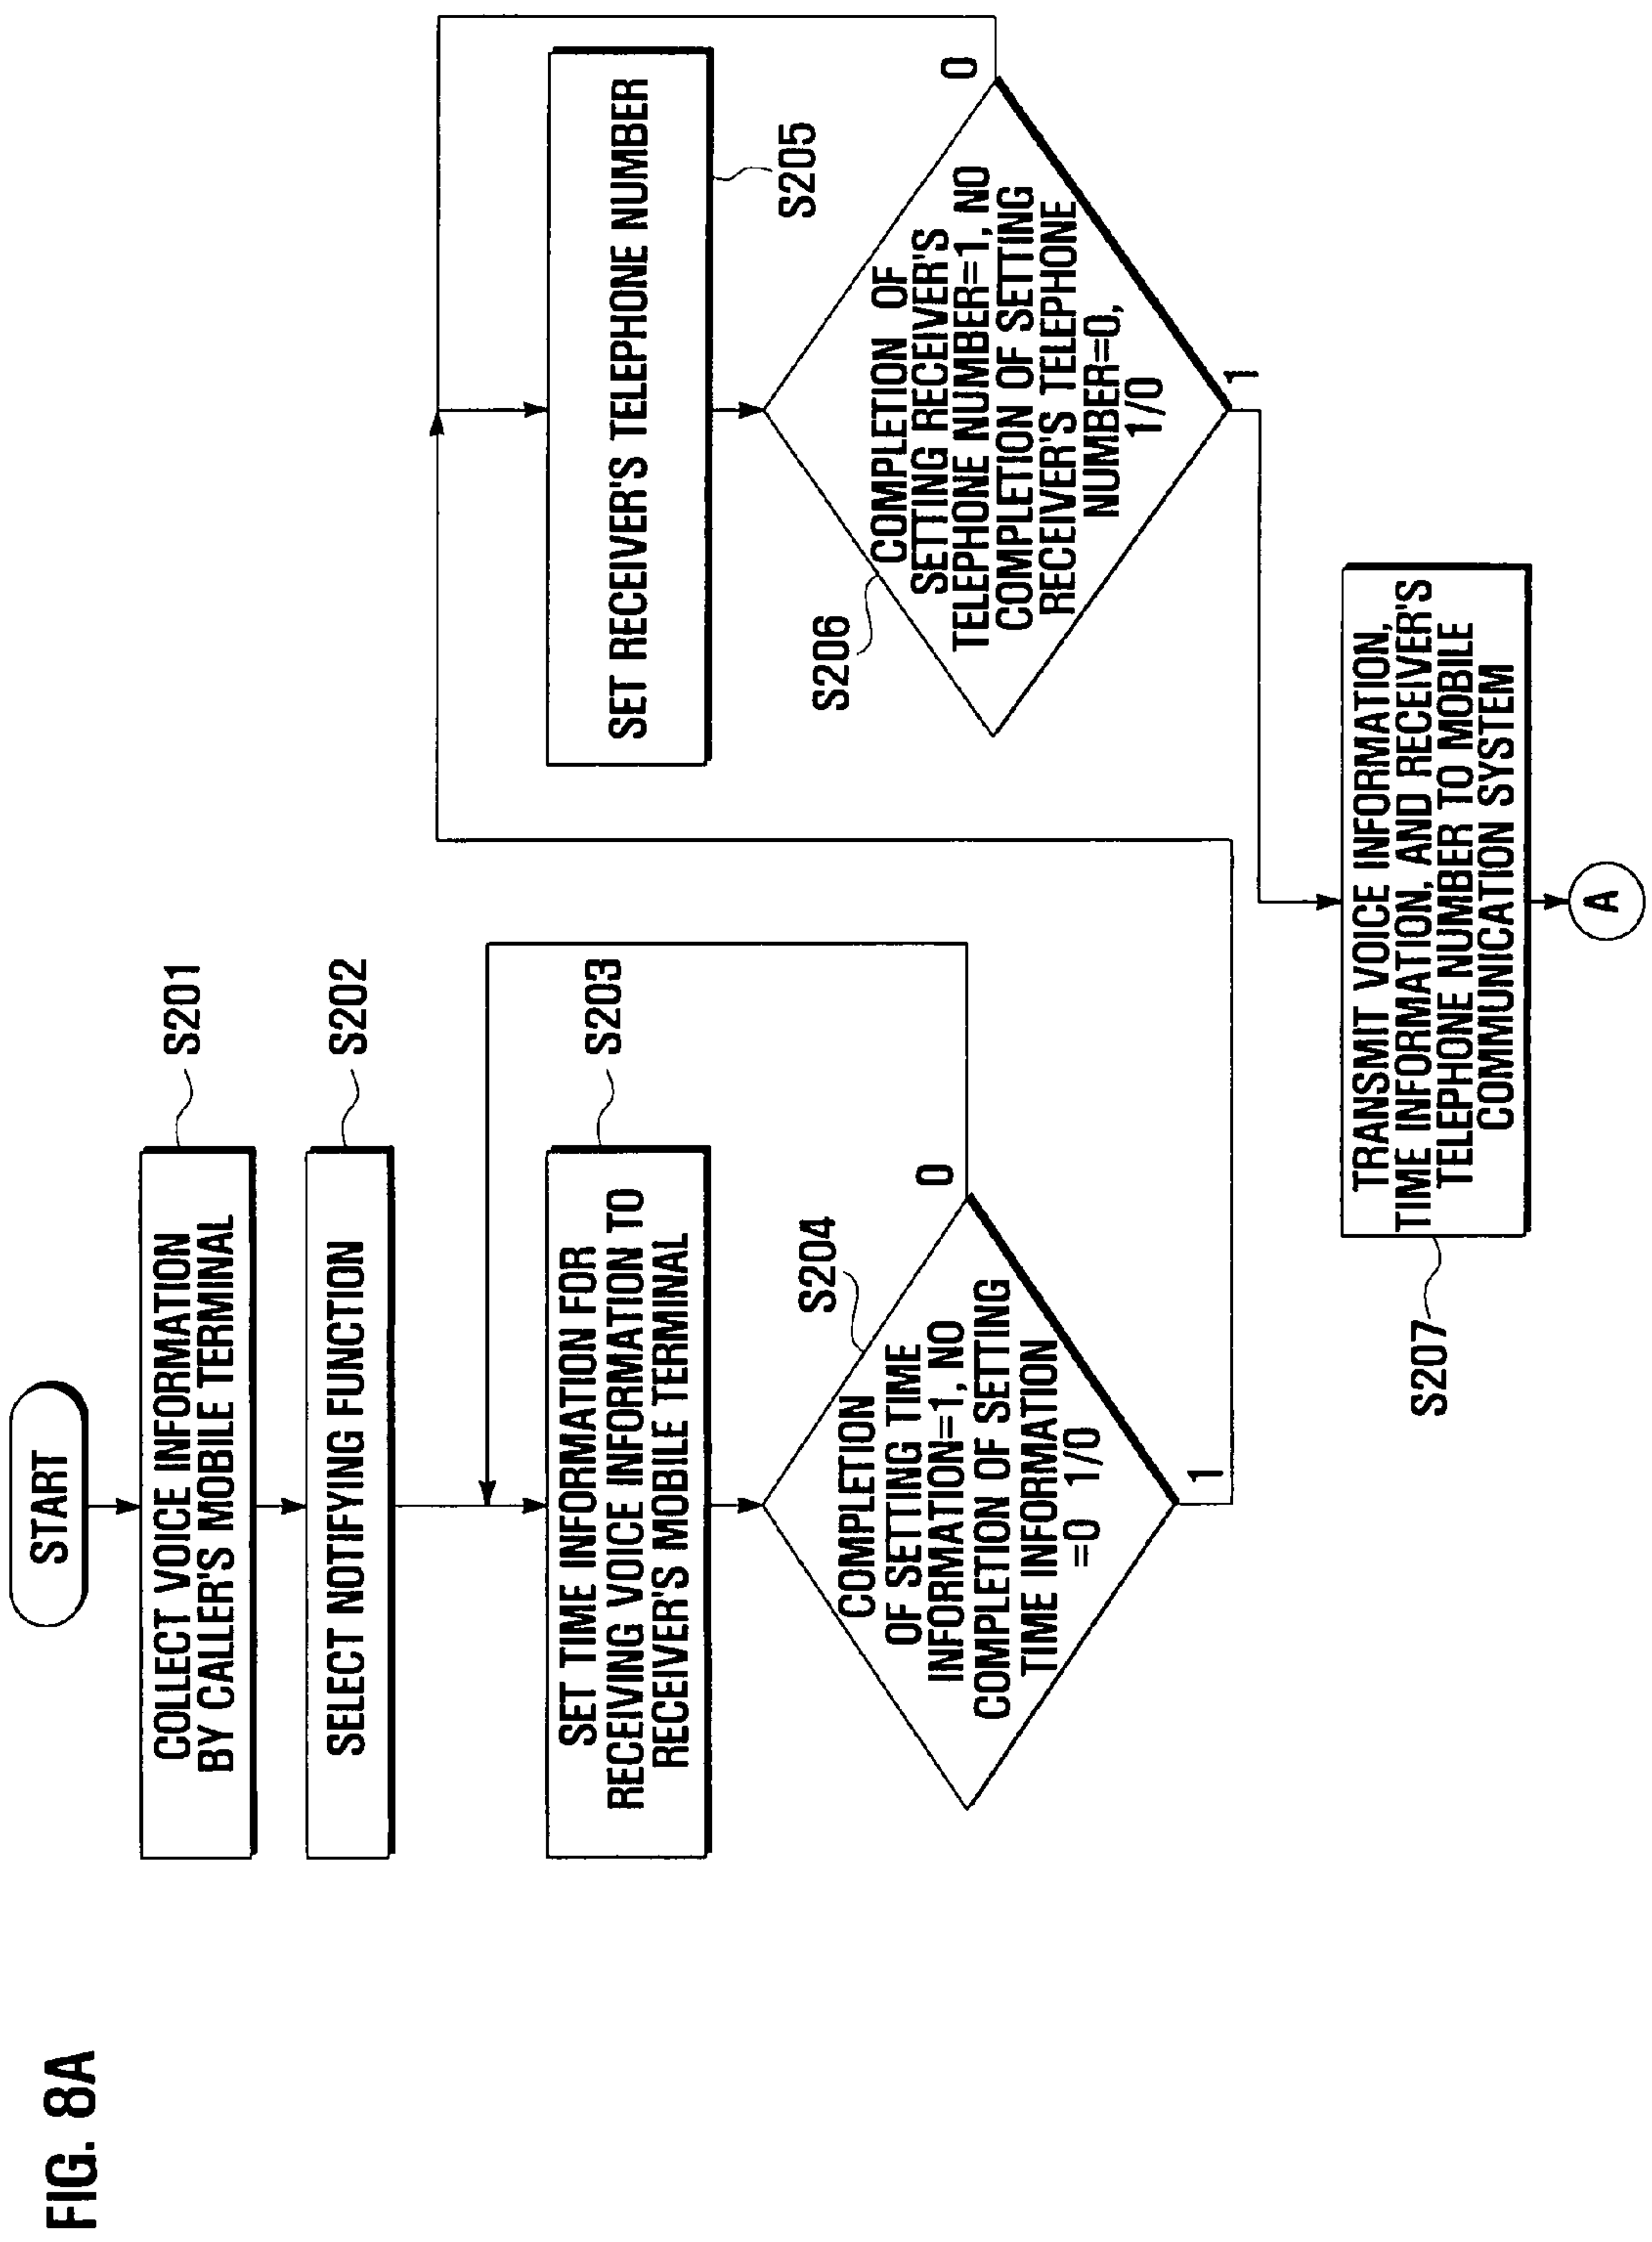 FIG. 8A
START
COLLECT VOICE INFORMATION
BY CALLER'S MOBILE TERMINAL
S201
SELECT NOTIFYING FUNCTION
S202
SET TIME INFORMATION FOR
RECEIVING VOICE INFORMATION TO
RECEIVER'S MOBILE TERMINAL
S203
S204
COMPLETION
OF SETTING TIME
INFORMATION=1, NO
COMPLETION OF SETTING
TIME INFORMATION
=0 1/0
0
1
SET RECEIVER'S TELEPHONE NUMBER
S205
S206
COMPLETION OF
SETTING RECEIVER'S
TELEPHONE NUMBER=1, NO
COMPLETION OF SETTING
RECEIVER'S TELEPHONE
NUMBER=0,
1/0
0
1
S207
TRANSMIT VOICE INFORMATION,
TIME INFORMATION, AND RECEIVER'S
TELEPHONE NUMBER TO MOBILE
COMMUNICATION SYSTEM
A